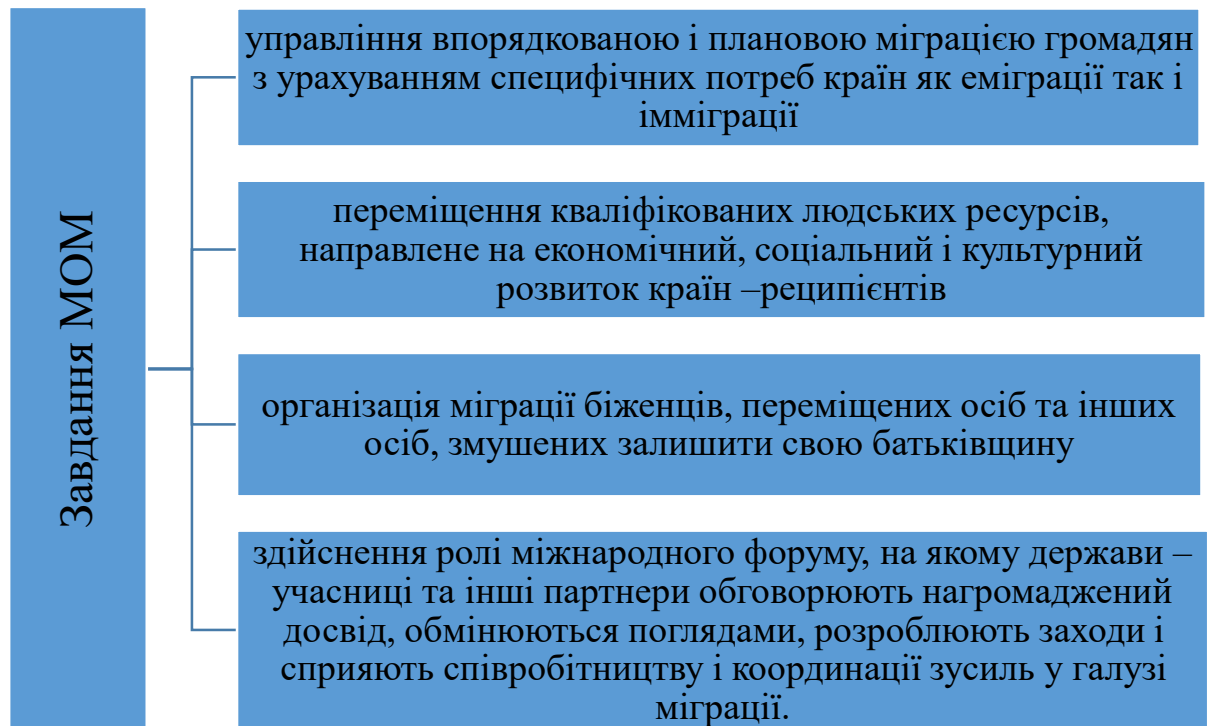 Завдання МОМ
управління впорядкованою і плановою міграцією громадян
з урахуванням специфічних потреб країн як еміграції так і
імміграції
переміщення кваліфікованих людських ресурсів,
направлене на економічний, соціальний і культурний
розвиток країн –реципієнтів
організація міграції біженців, переміщених осіб та інших
осіб, змушених залишити свою батьківщину
здійснення ролі міжнародного форуму, на якому держави –
учасниці та інші партнери обговорюють нагромаджений
досвід, обмінюються поглядами, розроблюють заходи і
сприяють співробітництву і координації зусиль у галузі
міграції.